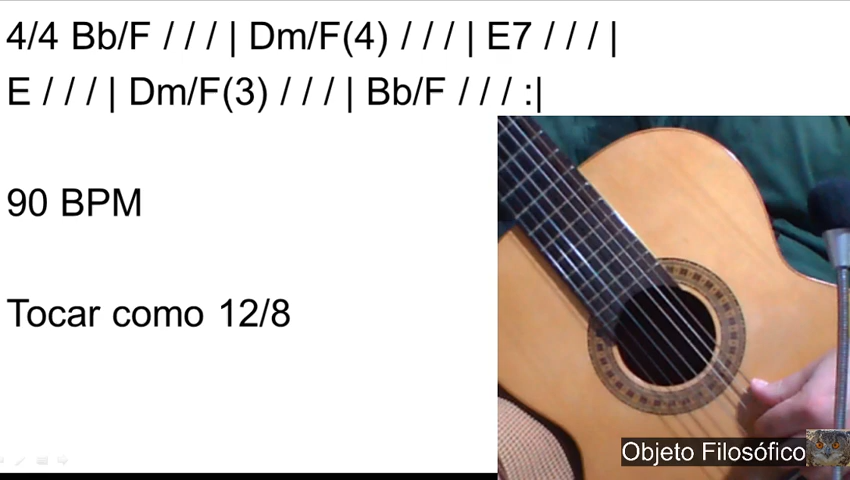 4/4 Bb/F / / / | Dm/F(4) / / / | E7 / / / |
E / / / | Dm/F(3) / / / | Bb/F / / / :|
90 BPM
Tocar como 12/8
Objeto Filosófico